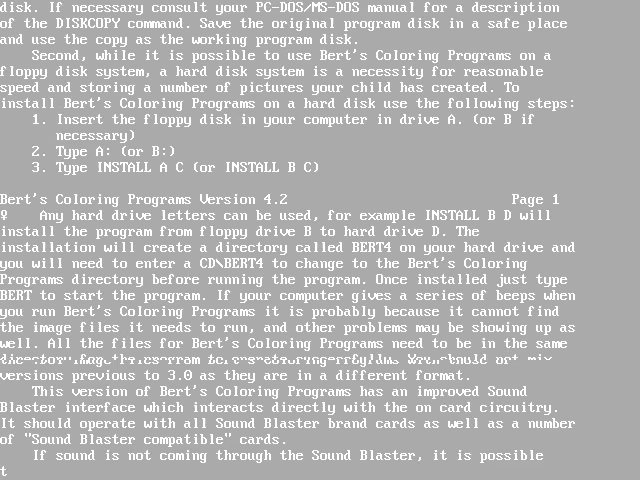 disk. If necessary consult your PC-DOS/MS-DOS manual for a description
of the DISKCOPY command. Save the original program disk in a safe place
and use the copy as the working program disk.
Second, while it is possible to use Bert's Coloring Programs on a
floppy disk system, a hard disk system is a necessity for reasonable
speed and storing a number of pictures your child has created. To
install Bert's Coloring Programs on a hard disk use the following steps:
1. Insert the floppy disk in your computer in drive A. (or B if
necessary)
2. Type A: (or B:)
3. Type INSTALL A C (or INSTALL B C)
Bert's Coloring Programs Version 4.2 Page 1
♀ Any hard drive letters can be used, for example INSTALL B D will
install the program from floppy drive B to hard drive D. The
installation will create a directory called BERT4 on your hard drive and
you will need to enter a CD\BERT4 to change to the Bert's Coloring
Programs directory before running the program. Once installed just type
BERT to start the program. If your computer gives a series of beeps when
you run Bert's Coloring Programs it is probably because it cannot find
the image files it needs to run, and other problems may be showing up as
well. All the files for Bert's Coloring Programs need to be in the same
versions previous to 3.0 as they are in a different format.
This version of Bert's Coloring Programs has an improved Sound
Blaster interface which interacts directly with the on card circuitry.
It should operate with all Sound Blaster brand cards as well as a number
of "Sound Blaster compatible" cards.
If sound is not coming through the Sound Blaster, it is possible
t